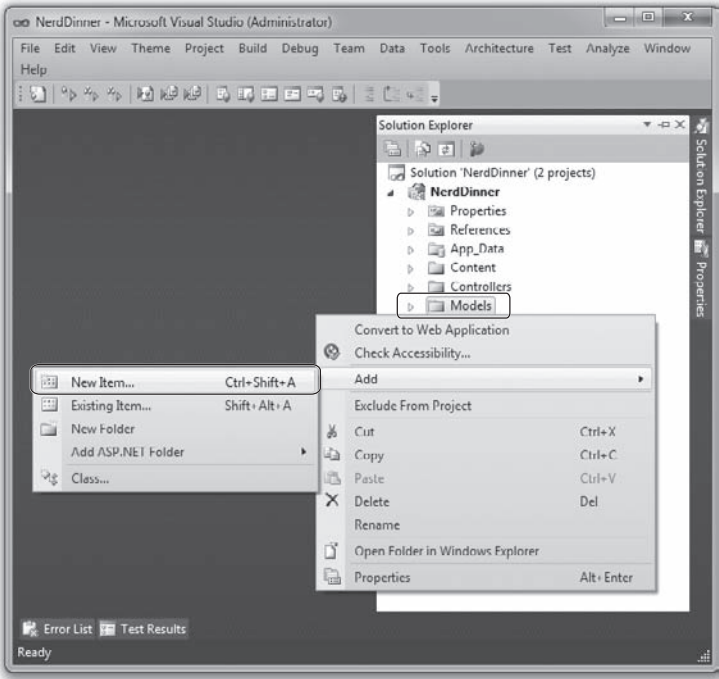 NerdDinner - Microsoft Visual Studio (Administrator)
File Edit View Theme Project Build Debug Team Data Tools Architecture Test Analyze Window
Help
Solution Explorer
Solution 'NerdDinner' (2 projects)
NerdDinner
Properties
References
App_Data
Content
Controllers
Models
Convert to Web Application
Check Accessibility...
Add
Exclude From Project
Cut Ctrl+X
Copy Ctrl+C
Paste Ctrl+V
Delete Del
Rename
Open Folder in Windows Explorer
Properties Alt+Enter
New Item... Ctrl+Shift+A
Existing Item... Shift+Alt+A
New Folder
Add ASP.NET Folder
Class...
Solution Explorer
Properties
Error List Test Results
Ready